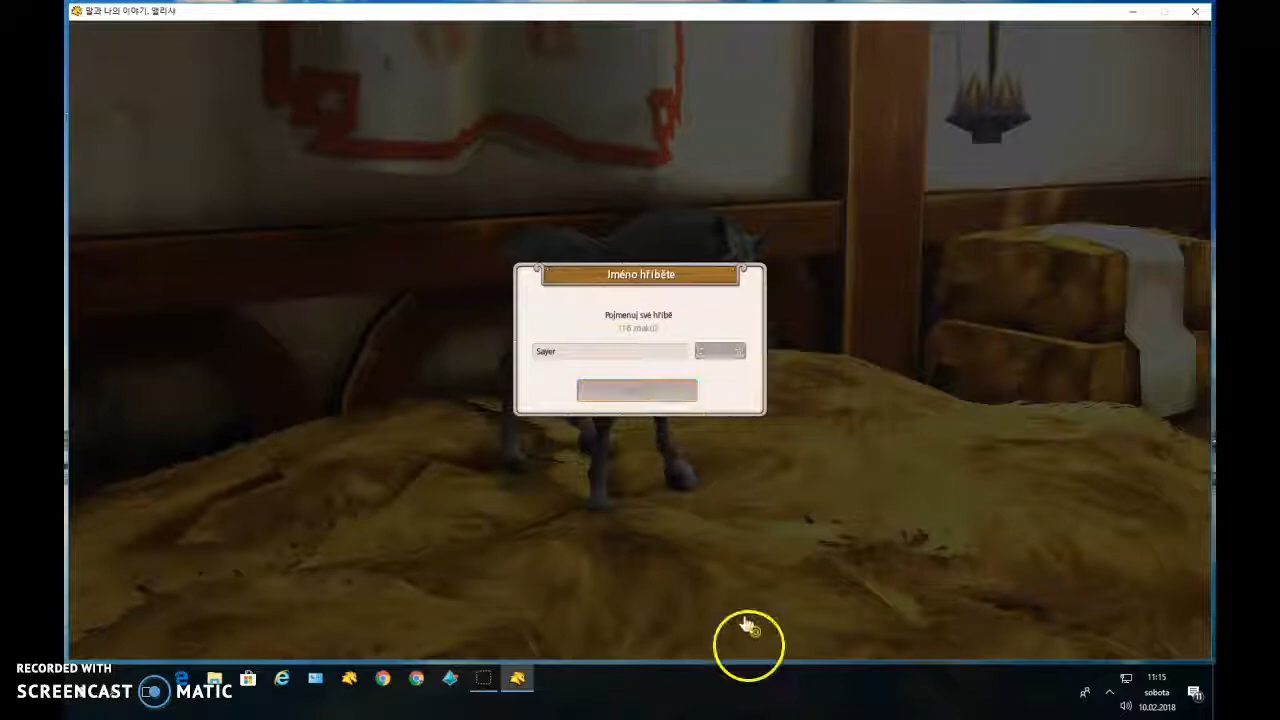 말과 나의 이야기, 앨리샤
Jméno hříběte
Pojmenuj své hříbě
(16 znaků)
Sayer
RECORDED WITH
SCREENCAST MATIC
11:15
sobota
10.02.2018